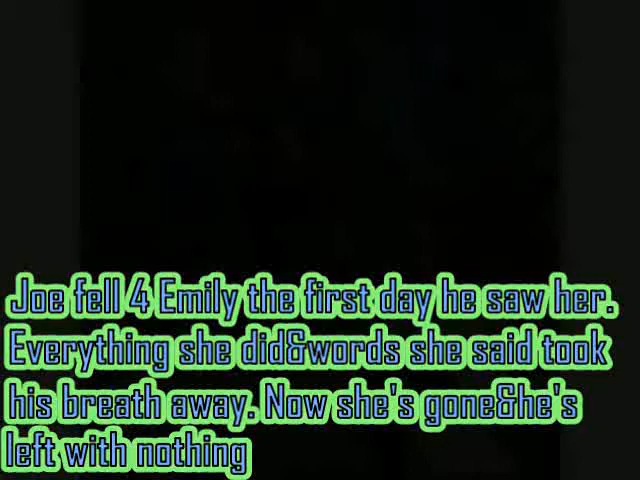 Joe fell 4 Emily the first day he saw her.
Everything she did&words she said took
his breath away. Now she's gone&he's
left with nothing